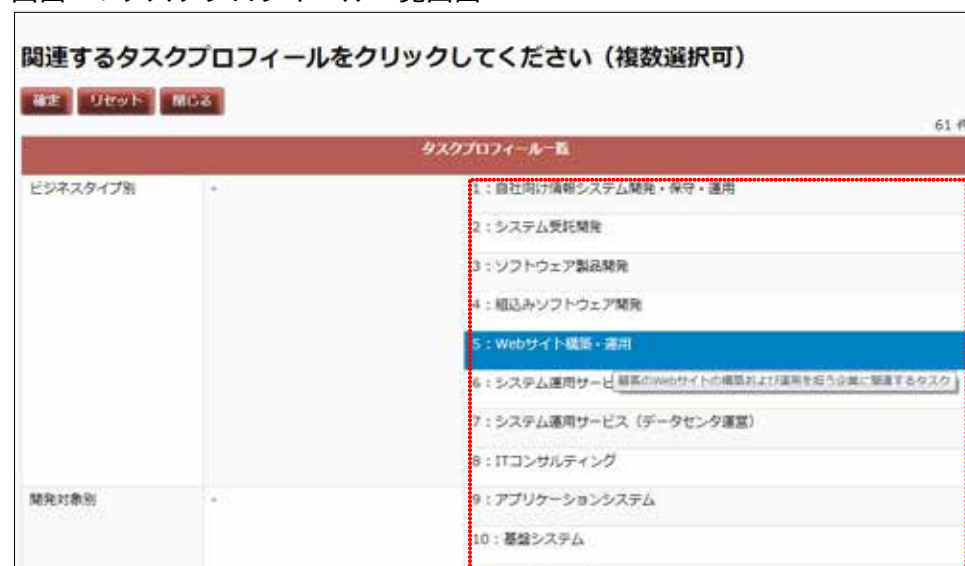 関連するタスクプロフィールをクリックしてください（複数選択可）
確定 リセット 閉じる
61 件
タスクプロフィール一覧
ビジネスタイプ別 - 1：自社向け情報システム開発・保守・運用
2：システム受託開発
3：ソフトウェア製品開発
4：組込みソフトウェア開発
5：Webサイト構築・運用
6：システム運用サービ 顧客のWebサイトの構築および運用を担う企業に関連するタスク
7：システム運用サービス（データセンタ運営）
8：ITコンサルティング
開発対象別 - 9：アプリケーションシステム
10：基盤システム